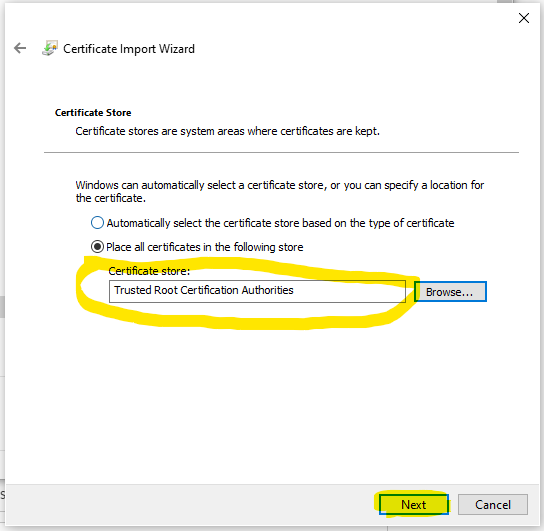 Certificate Import Wizard
Certificate Store
Certificate stores are system areas where certificates are kept.
Windows can automatically select a certificate store, or you can specify a location for
the certificate.
Automatically select the certificate store based on the type of certificate
Place all certificates in the following store
Certificate store:
Trusted Root Certification Authorities
Browse...
Next
Cancel